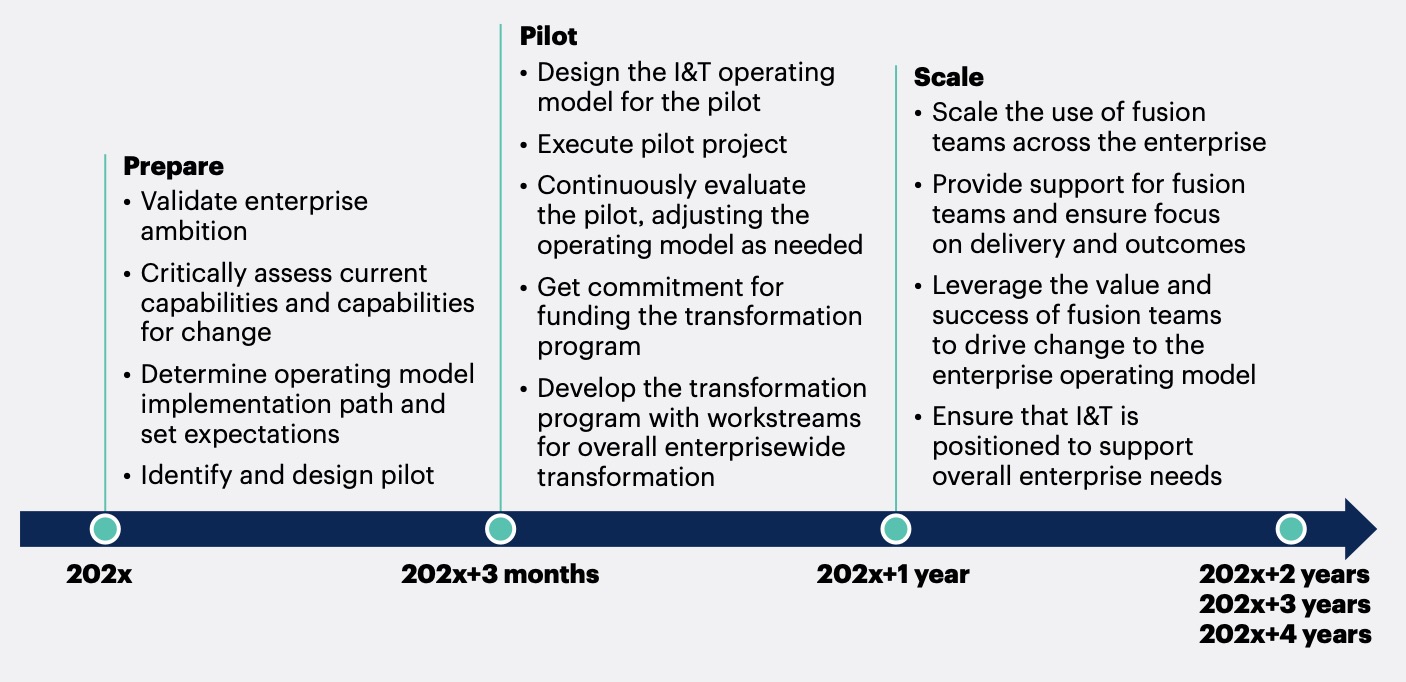 Prepare
• Validate enterprise
ambition
• Critically assess current
capabilities and capabilities
for change
• Determine operating model
implementation path and
set expectations
• Identify and design pilot
Pilot
• Design the I&T operating
model for the pilot
• Execute pilot project
• Continuously evaluate
the pilot, adjusting the
operating model as needed
• Get commitment for
funding the transformation
program
• Develop the transformation
program with workstreams
for overall enterprisewide
transformation
Scale
• Scale the use of fusion
teams across the enterprise
• Provide support for fusion
teams and ensure focus
on delivery and outcomes
• Leverage the value and
success of fusion teams
to drive change to the
enterprise operating model
• Ensure that I&T is
positioned to support
overall enterprise needs
202x
202x+3 months
202x+1 year
202x+2 years
202x+3 years
202x+4 years